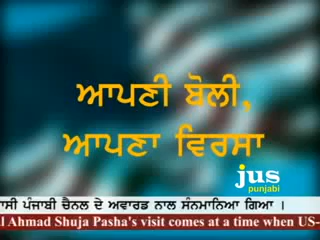 ਆਪਣੀ ਬੋਲੀ,
ਆਪਣਾ ਵਿਰਸਾ
jus
punjabi
ਾਸੀ ਪੰਜਾਬੀ ਚੈਨਲ ਦੇ ਅਵਾਰਡ ਨਾਲ ਸੰਨਮਾਨਿਆ ਗਿਆ ।
l Ahmad Shuja Pasha's visit comes at a time when US-